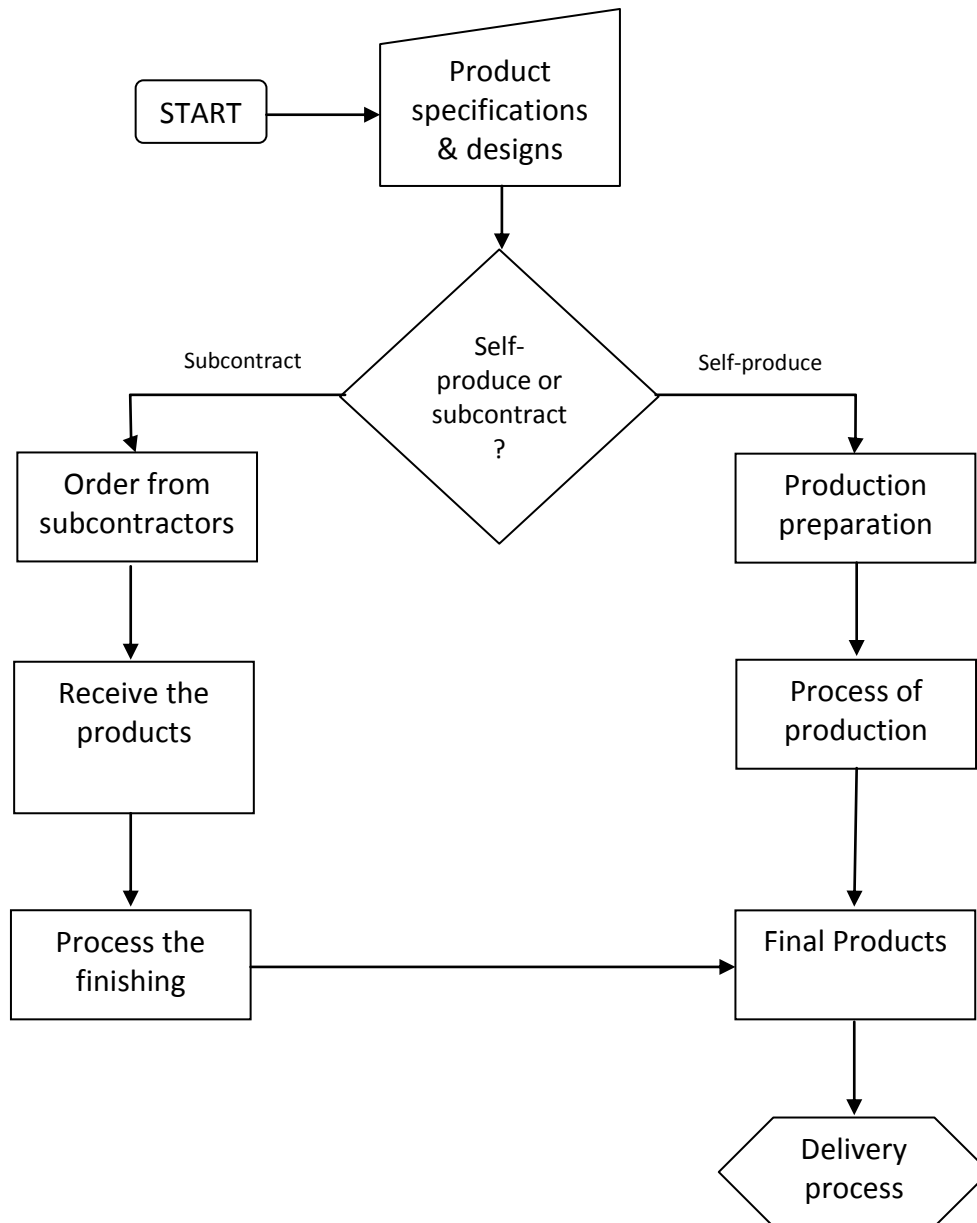 START
Product
specifications
& designs
Subcontract
Self-
produce or
subcontract
?
Self-produce
Order from
subcontractors
Production
preparation
Receive the
products
Process of
production
Process the
finishing
Final Products
Delivery
process